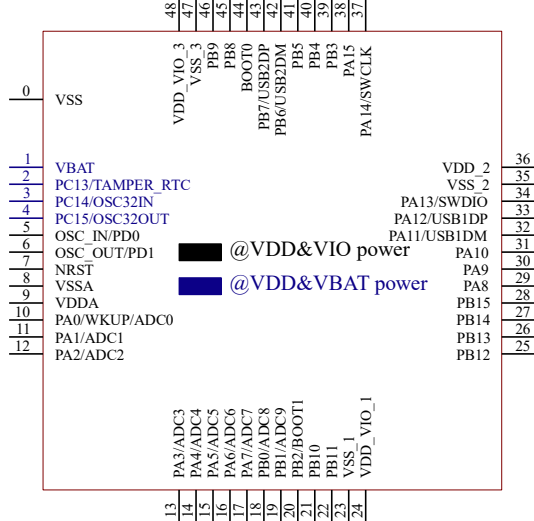 48 47 46 45 44 43 42 41 40 39 38 37
VDD_VIO_3
VSS_3
PB9
PB8
BOOT0
PB7/USB2DP
PB6/USB2DM
PB5
PB4
PB3
PA15
PA14/SWCLK
0 VSS
1 VBAT
2 PC13/TAMPER_RTC
3 PC14/OSC32IN
4 PC15/OSC32OUT
5 OSC_IN/PD0
6 OSC_OUT/PD1
7 NRST
8 VSSA
9 VDDA
10 PA0/WKUP/ADC0
11 PA1/ADC1
12 PA2/ADC2
@VDD&VIO power
@VDD&VBAT power
VDD_2 36
VSS_2 35
PA13/SWDIO 34
PA12/USB1DP 33
PA11/USB1DM 32
PA10 31
PA9 30
PA8 29
PB15 28
PB14 27
PB13 26
PB12 25
PA3/ADC3
PA4/ADC4
PA5/ADC5
PA6/ADC6
PA7/ADC7
PB0/ADC8
PB1/ADC9
PB2/BOOT1
PB10
PB11
VSS_1
VDD_VIO_1
13 14 15 16 17 18 19 20 21 22 23 24